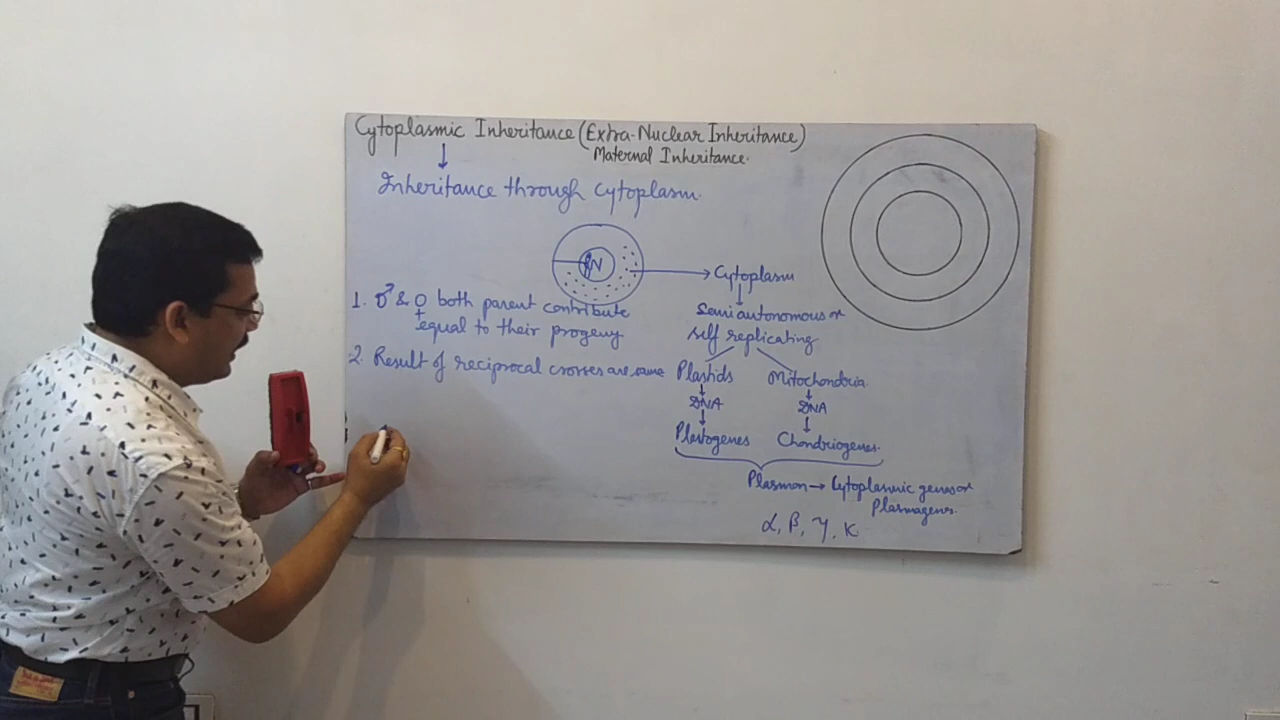 Cytoplasmic Inheritance (Extra-Nuclear Inheritance)
Maternal Inheritance.
Inheritance through Cytoplasm.
N
Cytoplasm
Semiautonomous or
self replicating
1. ♂ & ♀ both parent contribute
equal to their progeny
2. Result of reciprocal crosses are same
Plastids Mitochondria
DNA DNA
Plastogenes Chondriogenes.
Plasmon → Cytoplasmic genes or
Plasmagenes.
α, β, γ, κ